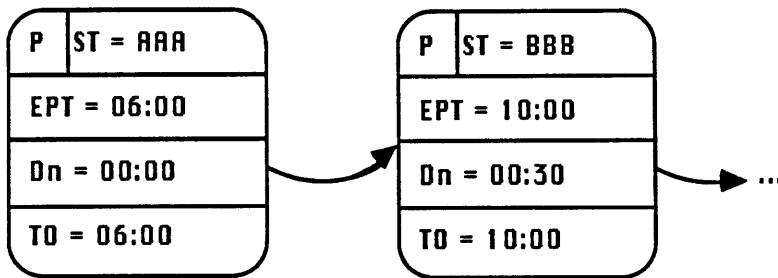 P ST = AAA
EPT = 06:00
Dn = 00:00
TO = 06:00
P ST = BBB
EPT = 10:00
Dn = 00:30
TO = 10:00
...